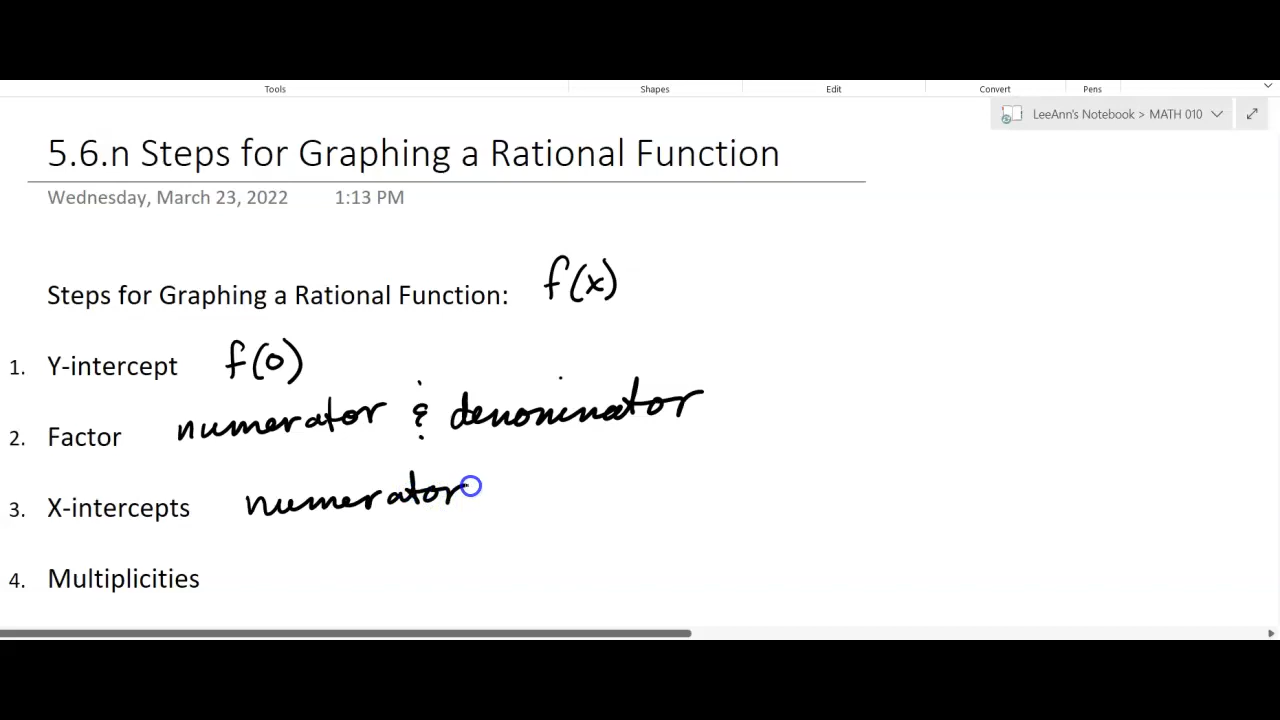 Tools Shapes Edit Convert Pens
LeeAnn's Notebook > MATH 010
5.6.n Steps for Graphing a Rational Function
Wednesday, March 23, 2022 1:13 PM
Steps for Graphing a Rational Function: f(x)
1. Y-intercept f(0)
2. Factor numerator & denominator
3. X-intercepts numerator
4. Multiplicities